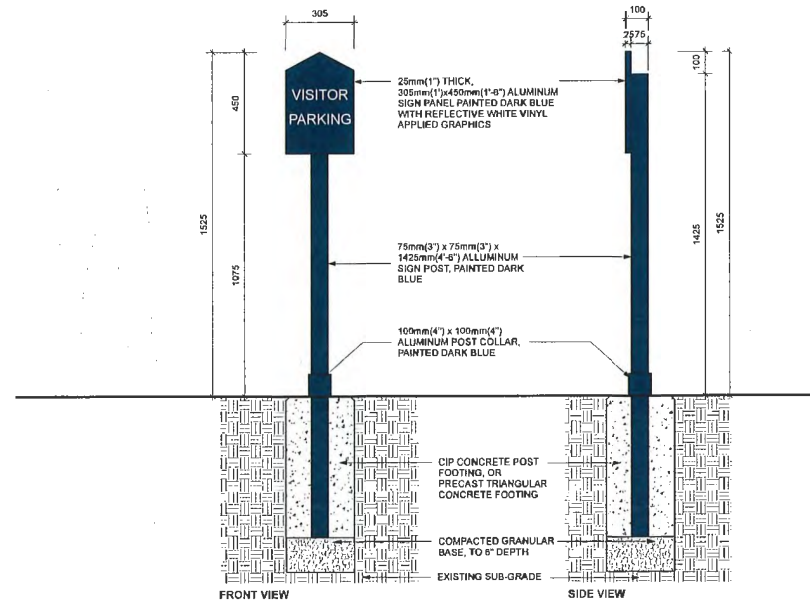 305
100
2575
VISITOR
PARKING
25mm(1") THICK,
305mm(1')x450mm(1'-6") ALUMINUM
SIGN PANEL PAINTED DARK BLUE
WITH REFLECTIVE WHITE VINYL
APPLIED GRAPHICS
450
100
1525
1075
1425
1525
75mm(3") x 75mm(3") x
1425mm(4'-6") ALLUMINUM
SIGN POST, PAINTED DARK
BLUE
100mm(4") x 100mm(4")
ALUMINUM POST COLLAR,
PAINTED DARK BLUE
CIP CONCRETE POST
FOOTING, OR
PRECAST TRIANGULAR
CONCRETE FOOTING
COMPACTED GRANULAR
BASE, TO 6" DEPTH
EXISTING SUB-GRADE
FRONT VIEW
SIDE VIEW